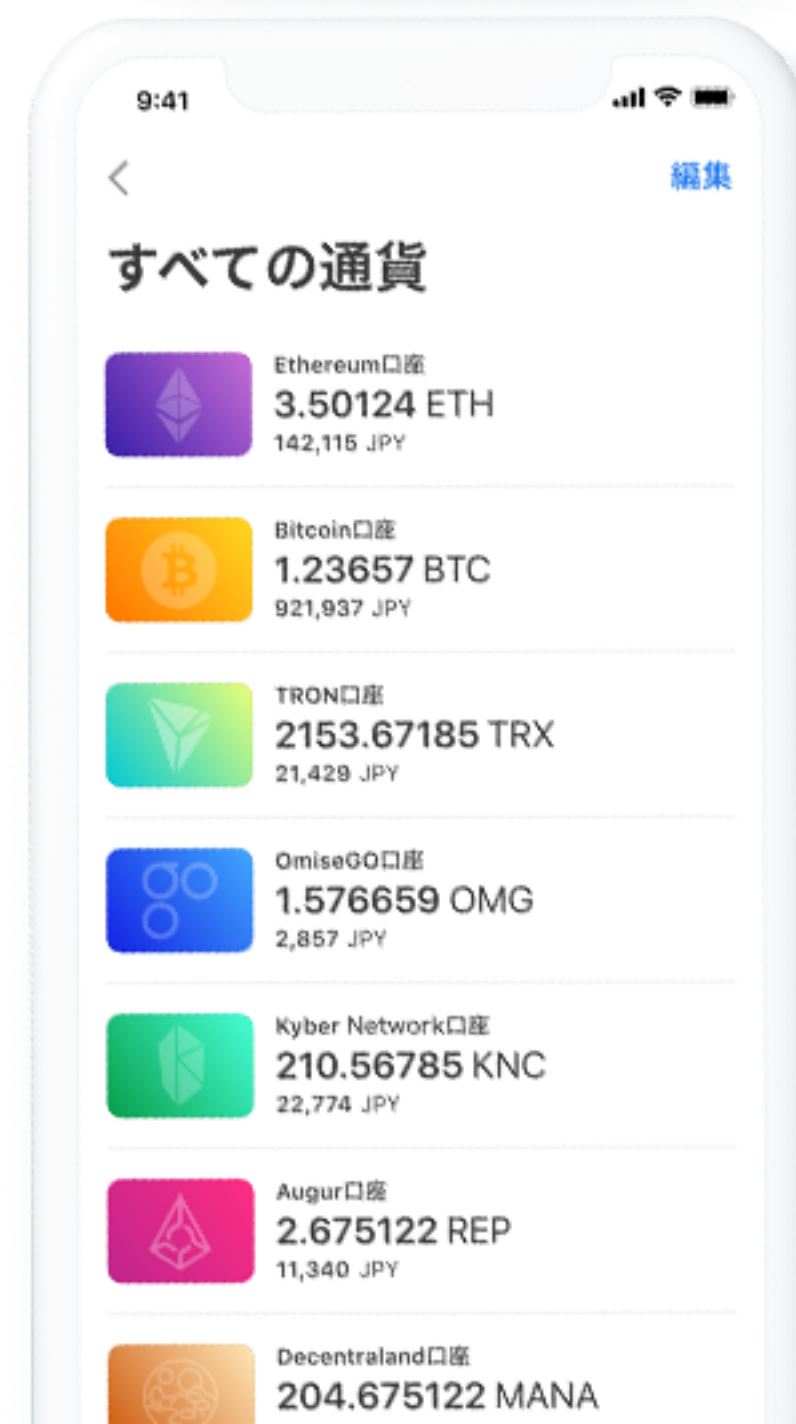 9:41
編集
すべての通貨
Ethereum口座
3.50124 ETH
142,115 JPY
Bitcoin口座
1.23657 BTC
921,937 JPY
TRON口座
2153.67185 TRX
21,429 JPY
OmiseGO口座
1.576659 OMG
2,857 JPY
Kyber Network口座
210.56785 KNC
22,774 JPY
Augur口座
2.675122 REP
11,340 JPY
Decentraland口座
204.675122 MANA